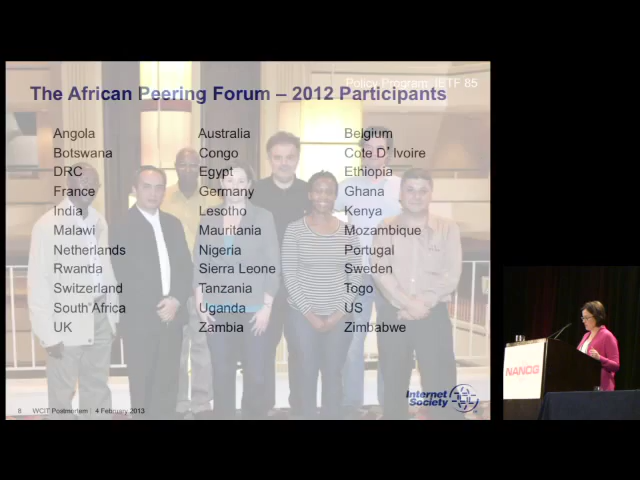 Policy Program: IETF 85
The African Peering Forum – 2012 Participants
Angola Australia Belgium
Botswana Congo Cote D’Ivoire
DRC Egypt Ethiopia
France Germany Ghana
India Lesotho Kenya
Malawi Mauritania Mozambique
Netherlands Nigeria Portugal
Rwanda Sierra Leone Sweden
Switzerland Tanzania Togo
South Africa Uganda US
UK Zambia Zimbabwe
8 WCIT Postmortem | 4 February 2013
Internet
Society
NANOG